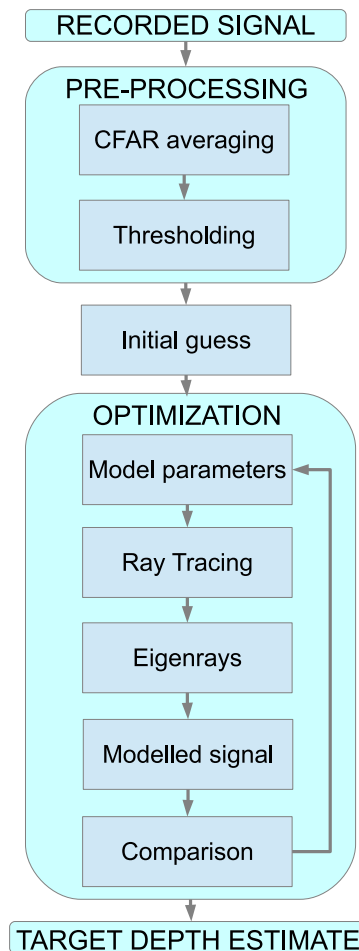 RECORDED SIGNAL
PRE-PROCESSING
CFAR averaging
Thresholding
Initial guess
OPTIMIZATION
Model parameters
Ray Tracing
Eigenrays
Modelled signal
Comparison
TARGET DEPTH ESTIMATE